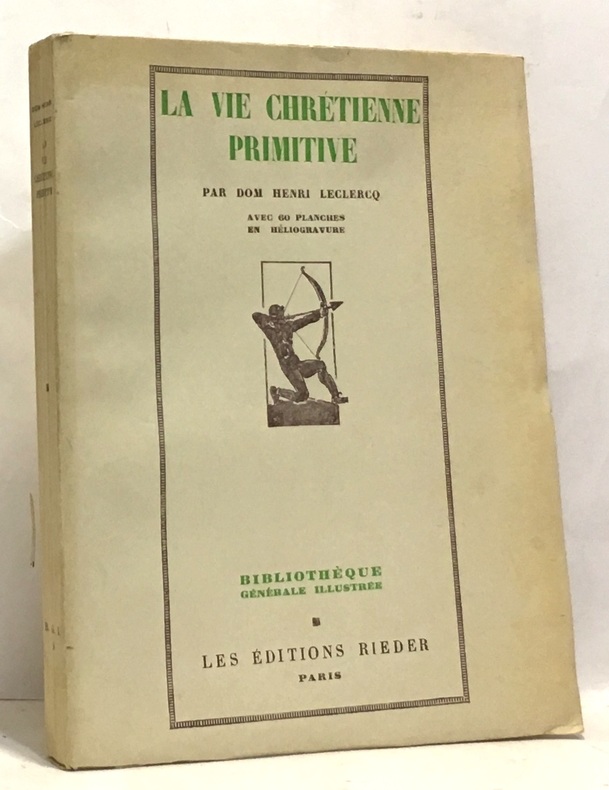 LA VIE CHRÉTIENNE
PRIMITIVE
PAR DOM HENRI LECLERCQ
AVEC 60 PLANCHES
EN HÉLIOGRAVURE
BIBLIOTHÈQUE
GÉNÉRALE ILLUSTRÉE
LES ÉDITIONS RIEDER
PARIS